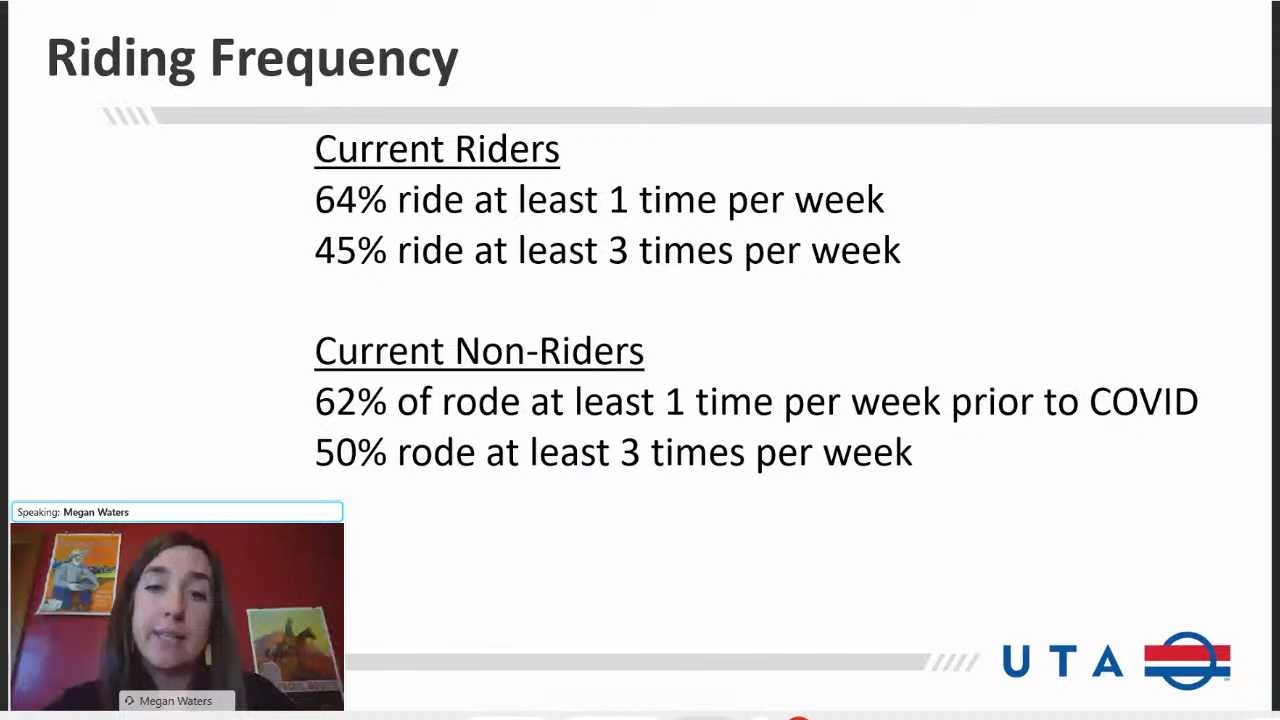 Riding Frequency
Current Riders
64% ride at least 1 time per week
45% ride at least 3 times per week
Current Non-Riders
62% of rode at least 1 time per week prior to COVID
50% rode at least 3 times per week
Speaking: Megan Waters
Megan Waters
UTA